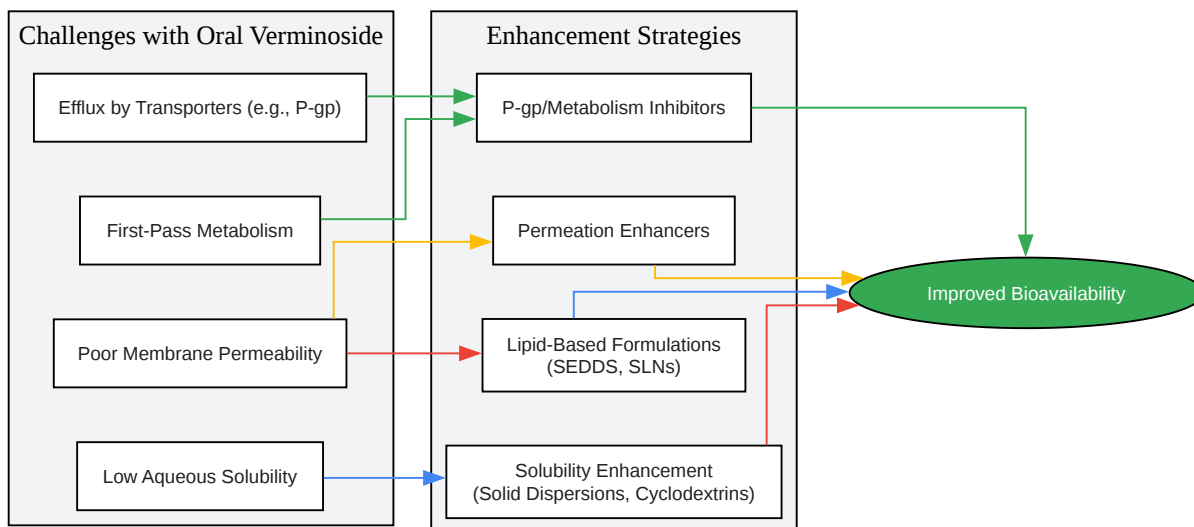 Challenges with Oral Verminoside
Efflux by Transporters (e.g., P-gp)
First-Pass Metabolism
Poor Membrane Permeability
Low Aqueous Solubility
Enhancement Strategies
P-gp/Metabolism Inhibitors
Permeation Enhancers
Lipid-Based Formulations
(SEDDS, SLNs)
Solubility Enhancement
(Solid Dispersions, Cyclodextrins)
Improved Bioavailability